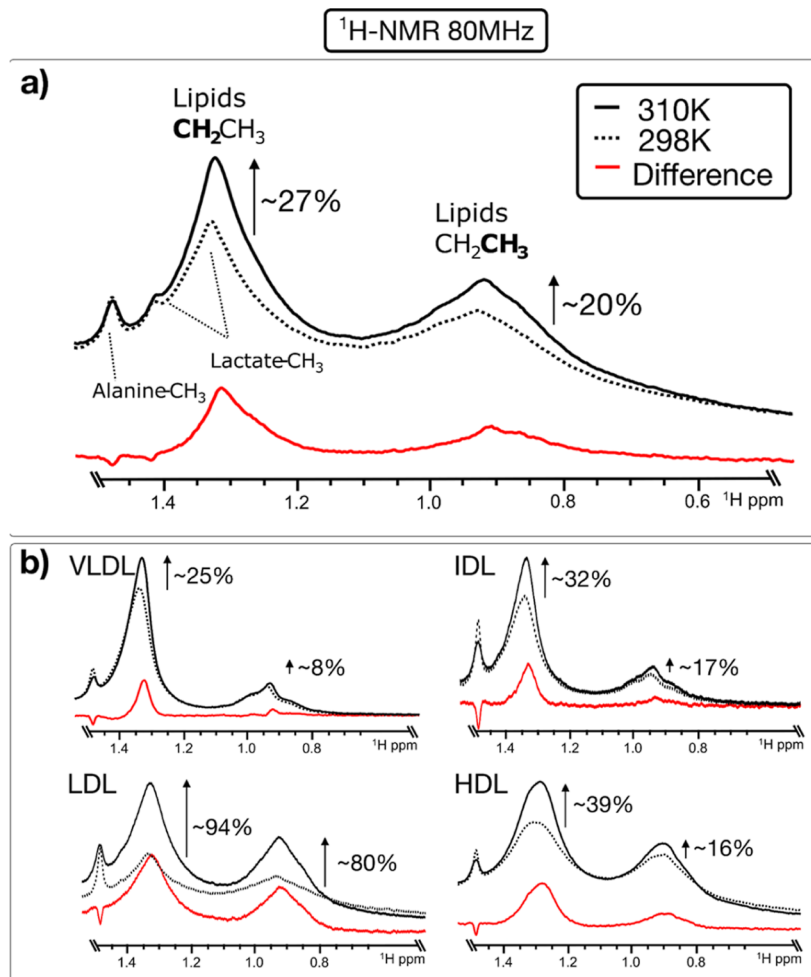 ¹H-NMR 80MHz
a)
Lipids
CH₂CH₃
310K
298K
Difference
~27%
Lipids
CH₂CH₃
~20%
Lactate-CH₃
Alanine-CH₃
1.4 1.2 1.0 0.8 0.6 ¹H ppm
b)
VLDL
~25%
~8%
1.4 1.2 1.0 0.8 ¹H ppm
IDL
~32%
~17%
1.4 1.2 1.0 0.8 ¹H ppm
LDL
~94%
~80%
1.4 1.2 1.0 0.8 ¹H ppm
HDL
~39%
~16%
1.4 1.2 1.0 0.8 ¹H ppm